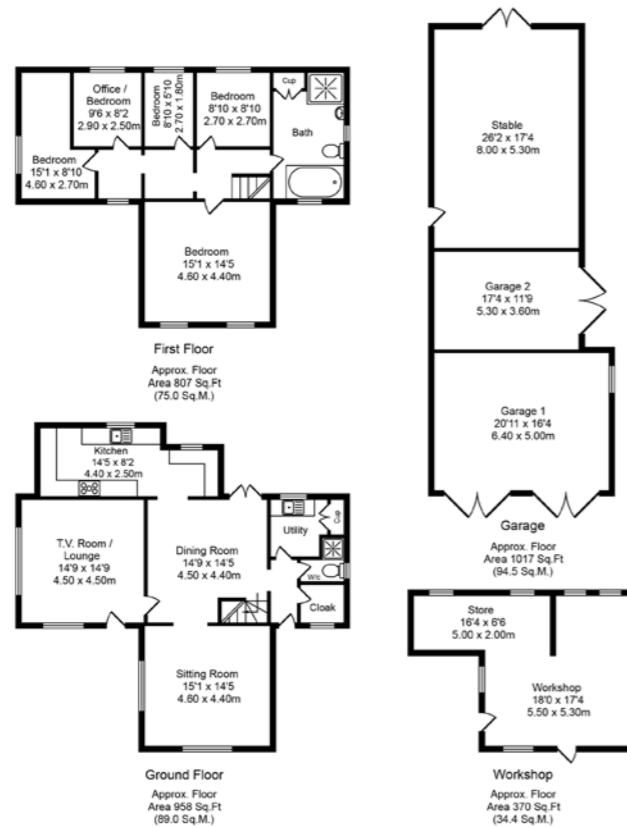 Office /
Bedroom
9'6 x 8'2
2.90 x 2.50m
Bedroom
8'10 x 5'10
2.70 x 1.80m
Bedroom
8'10 x 8'10
2.70 x 2.70m
Cup
Bath
Bedroom
15'1 x 8'10
4.60 x 2.70m
Bedroom
15'1 x 14'5
4.60 x 4.40m
First Floor
Approx. Floor
Area 807 Sq.Ft
(75.0 Sq.M.)
Kitchen
14'5 x 8'2
4.40 x 2.50m
T.V. Room /
Lounge
14'9 x 14'9
4.50 x 4.50m
Dining Room
14'9 x 14'5
4.50 x 4.40m
Utility
Cup
W/c
Cloak
Sitting Room
15'1 x 14'5
4.60 x 4.40m
Ground Floor
Approx. Floor
Area 958 Sq.Ft
(89.0 Sq.M.)
Stable
26'2 x 17'4
8.00 x 5.30m
Garage 2
17'4 x 11'9
5.30 x 3.60m
Garage 1
20'11 x 16'4
6.40 x 5.00m
Garage
Approx. Floor
Area 1017 Sq.Ft
(94.5 Sq.M.)
Store
16'4 x 6'6
5.00 x 2.00m
Workshop
18'0 x 17'4
5.50 x 5.30m
Workshop
Approx. Floor
Area 370 Sq.Ft
(34.4 Sq.M.)